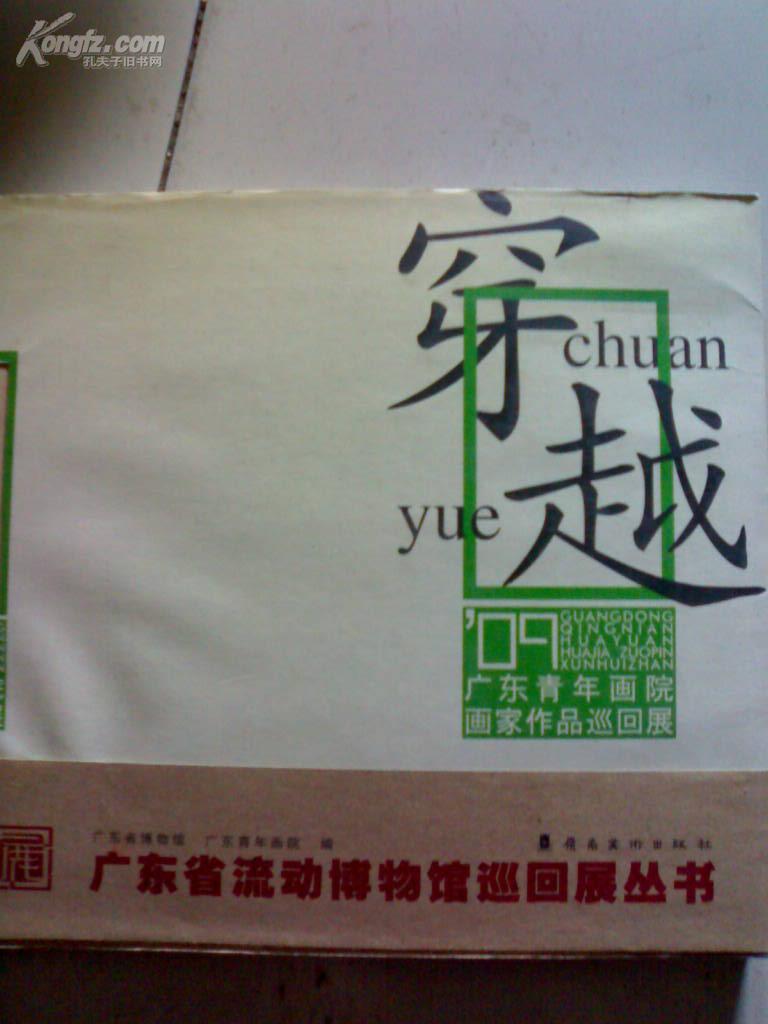 Kongfz.com
孔夫子旧书网
穿
chuan
越
yue
'09
GUANGDONG
QINGNIAN
HUAYUAN
HUAJIA ZUOPIN
XUNHUIZHAN
广东青年画院
画家作品巡回展
广东省博物馆 广东青年画院 编
岭南美术出版社
广东省流动博物馆巡回展丛书